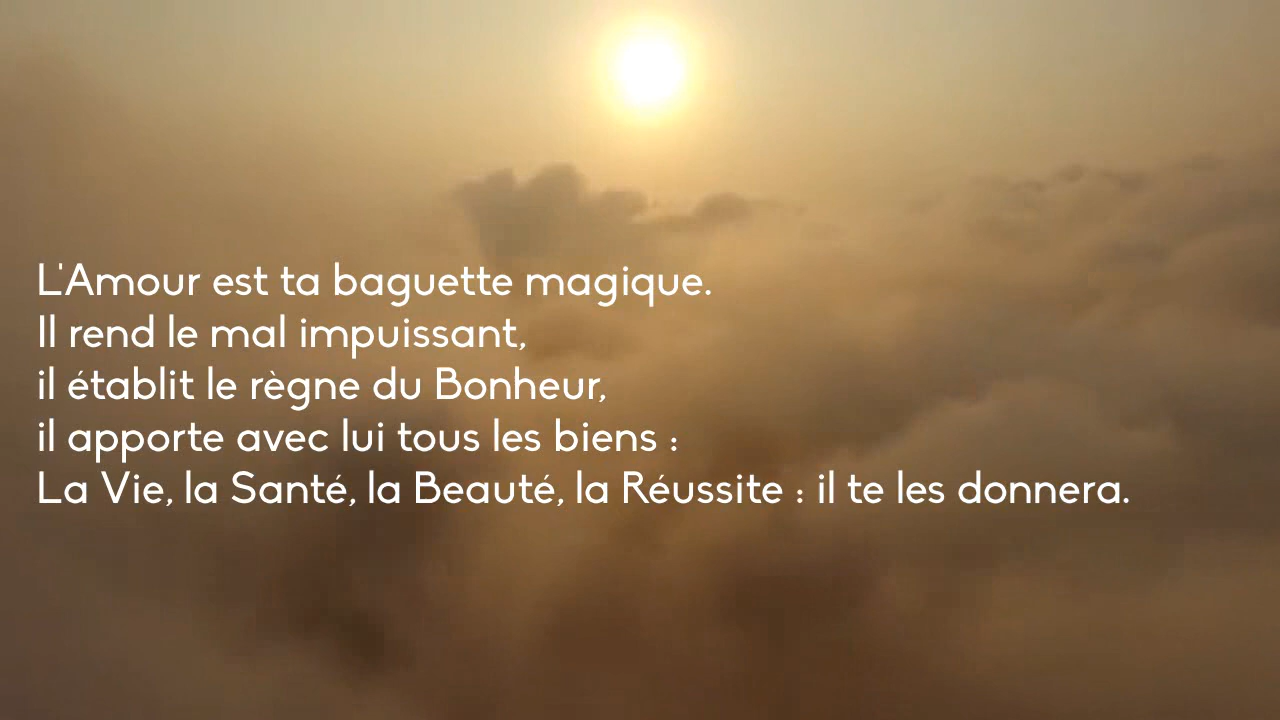 L'Amour est ta baguette magique.
Il rend le mal impuissant,
il établit le règne du Bonheur,
il apporte avec lui tous les biens :
La Vie, la Santé, la Beauté, la Réussite : il te les donnera.